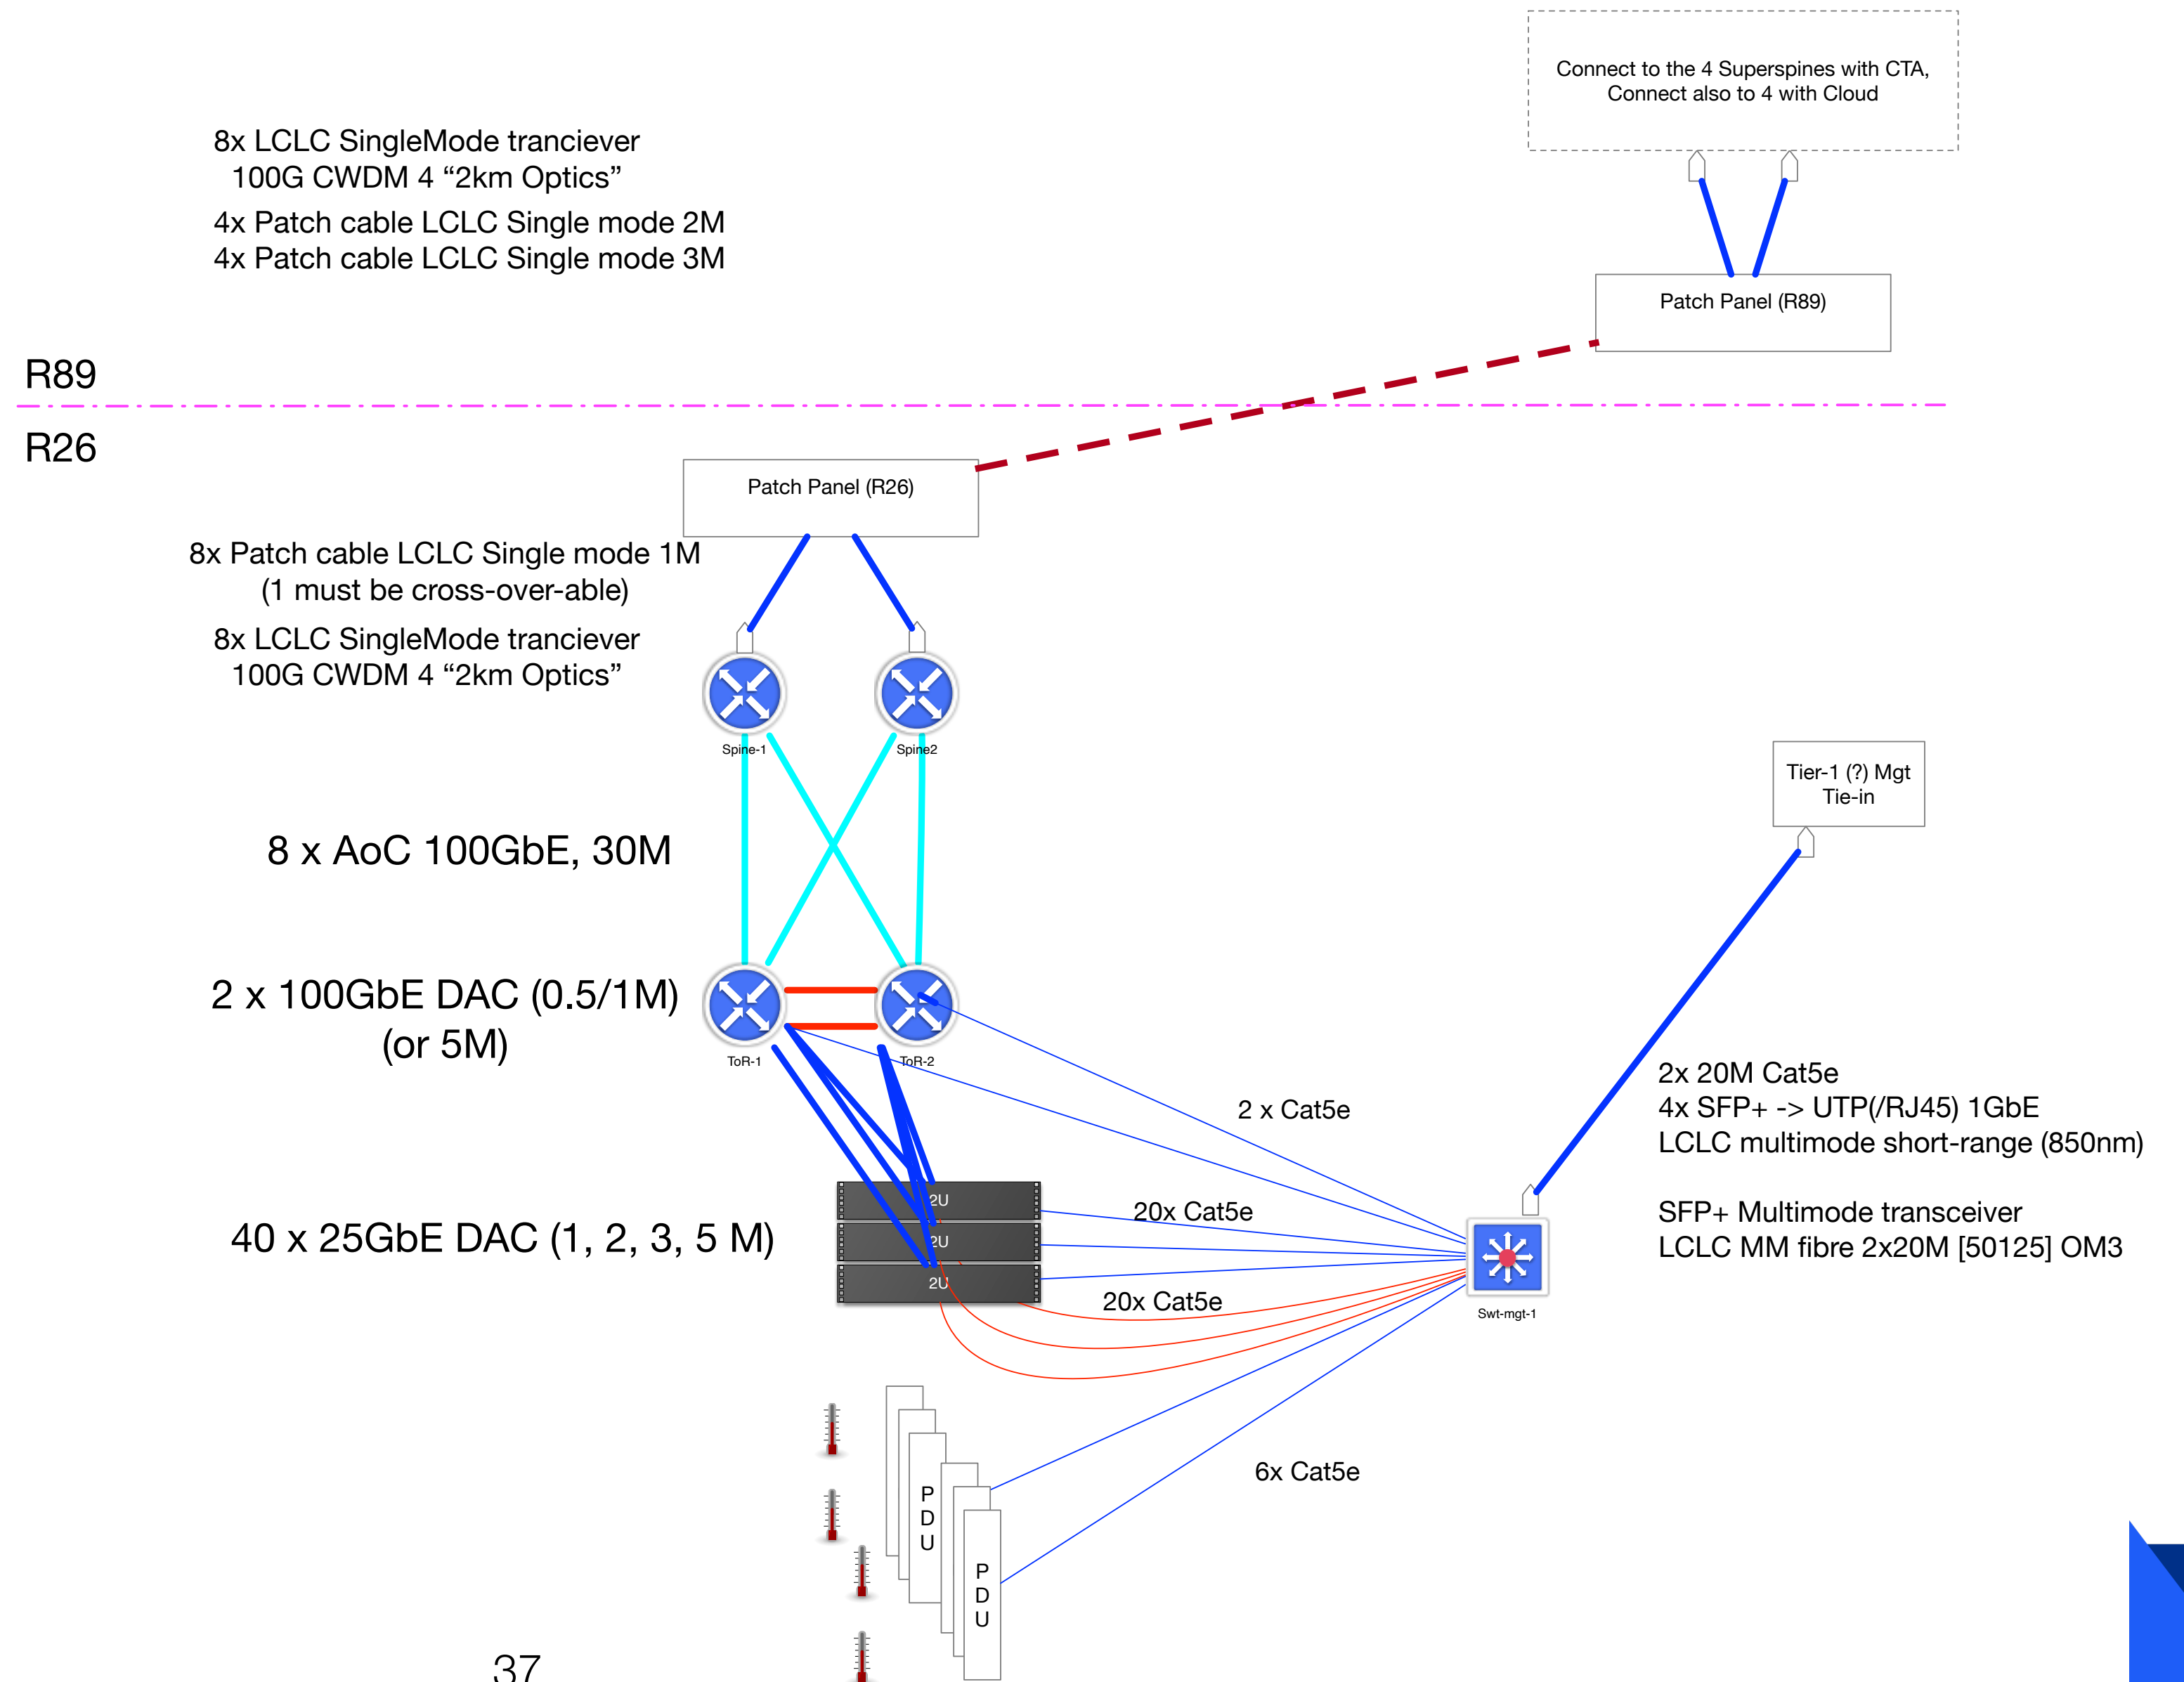 Connect to the 4 Superspines with CTA,
Connect also to 4 with Cloud
8x LCLC SingleMode tranciever
100G CWDM 4 “2km Optics”
4x Patch cable LCLC Single mode 2M
4x Patch cable LCLC Single mode 3M
Patch Panel (R89)
R89
R26
Patch Panel (R26)
8x Patch cable LCLC Single mode 1M
(1 must be cross-over-able)
8x LCLC SingleMode tranciever
100G CWDM 4 “2km Optics”
Spine-1
Spine2
Tier-1 (?) Mgt
Tie-in
8 x AoC 100GbE, 30M
2 x 100GbE DAC (0.5/1M)
(or 5M)
ToR-1
ToR-2
2 x Cat5e
2x 20M Cat5e
4x SFP+ -> UTP(/RJ45) 1GbE
LCLC multimode short-range (850nm)
SFP+ Multimode transceiver
LCLC MM fibre 2x20M [50125] OM3
40 x 25GbE DAC (1, 2, 3, 5 M)
2U
2U
2U
20x Cat5e
20x Cat5e
Swt-mgt-1
6x Cat5e
P
D
U
P
D
U
37